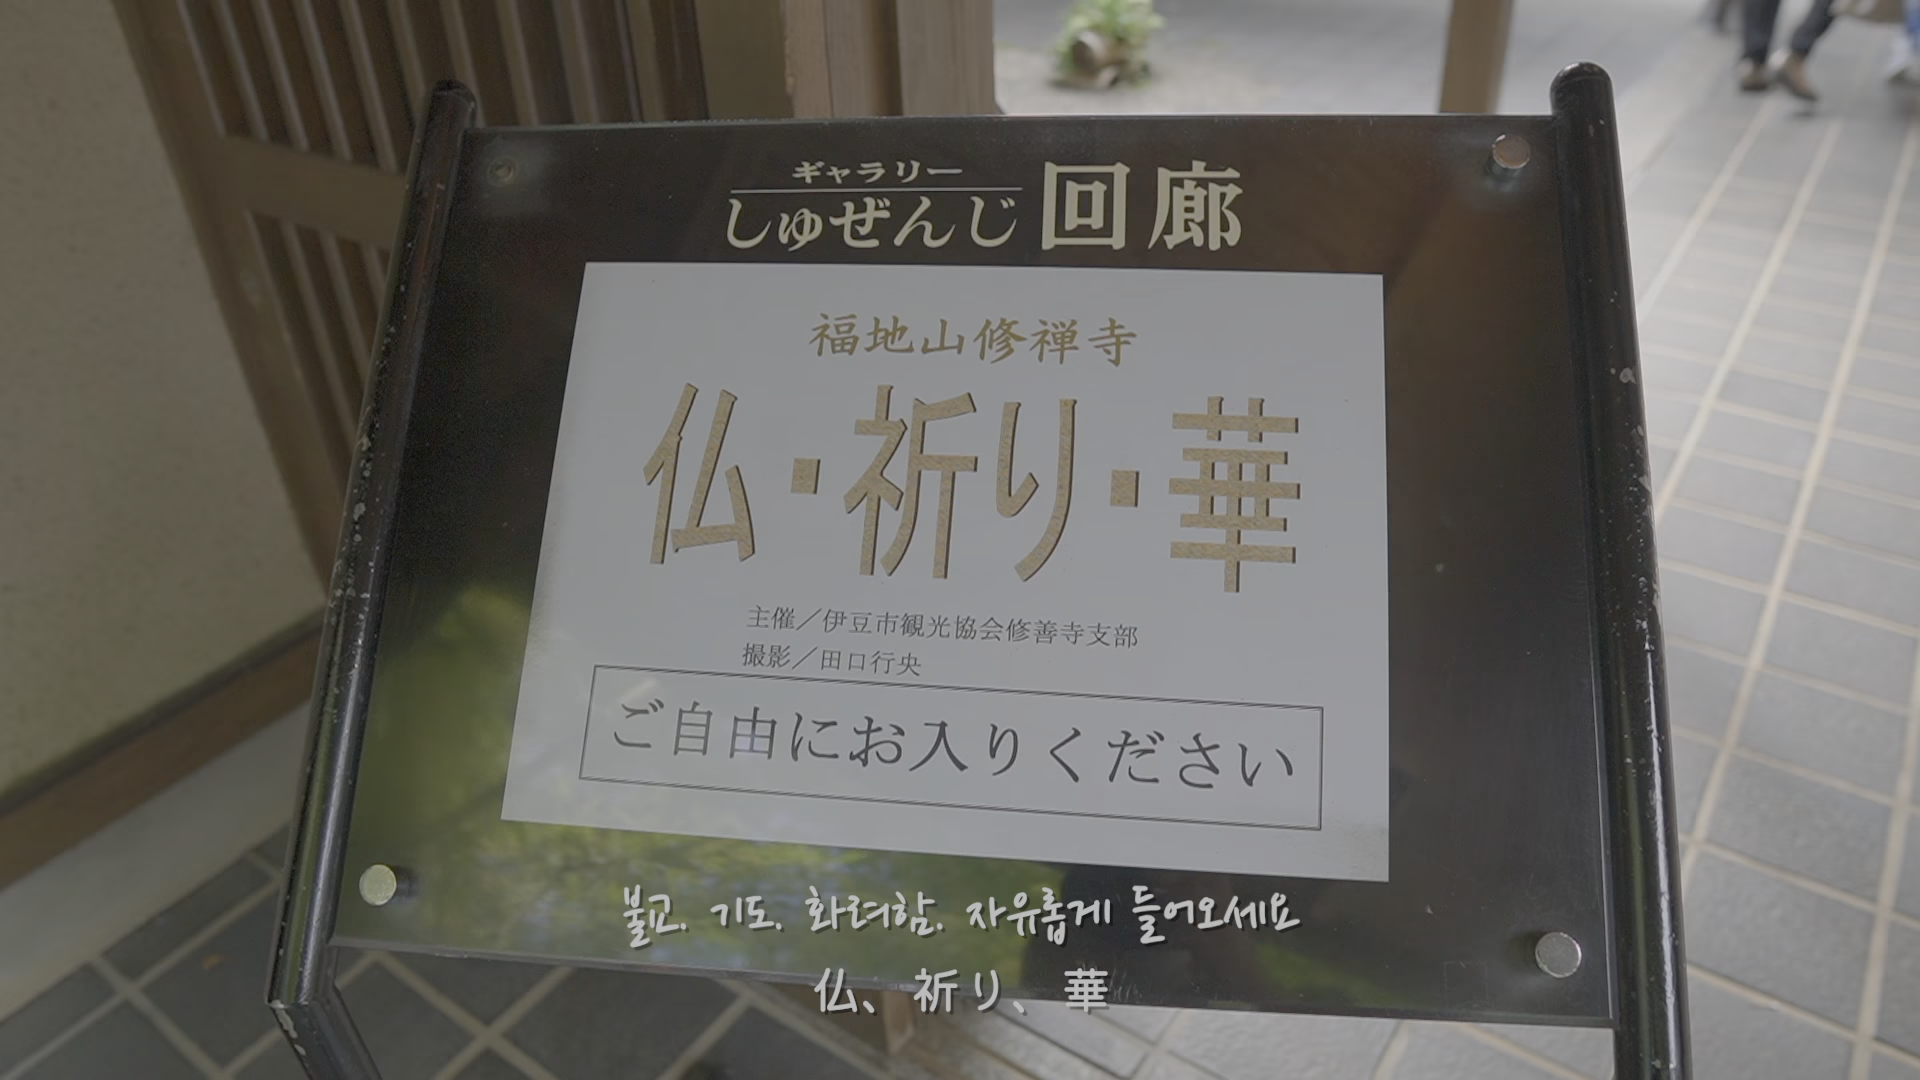 ギャラリー
しゅぜんじ 回廊
福地山修禅寺
仏・祈り・華
主催／伊豆市観光協会修善寺支部
撮影／田口行央
ご自由にお入りください
불교. 기도. 화려함. 자유롭게 들어오세요
仏、祈り、華